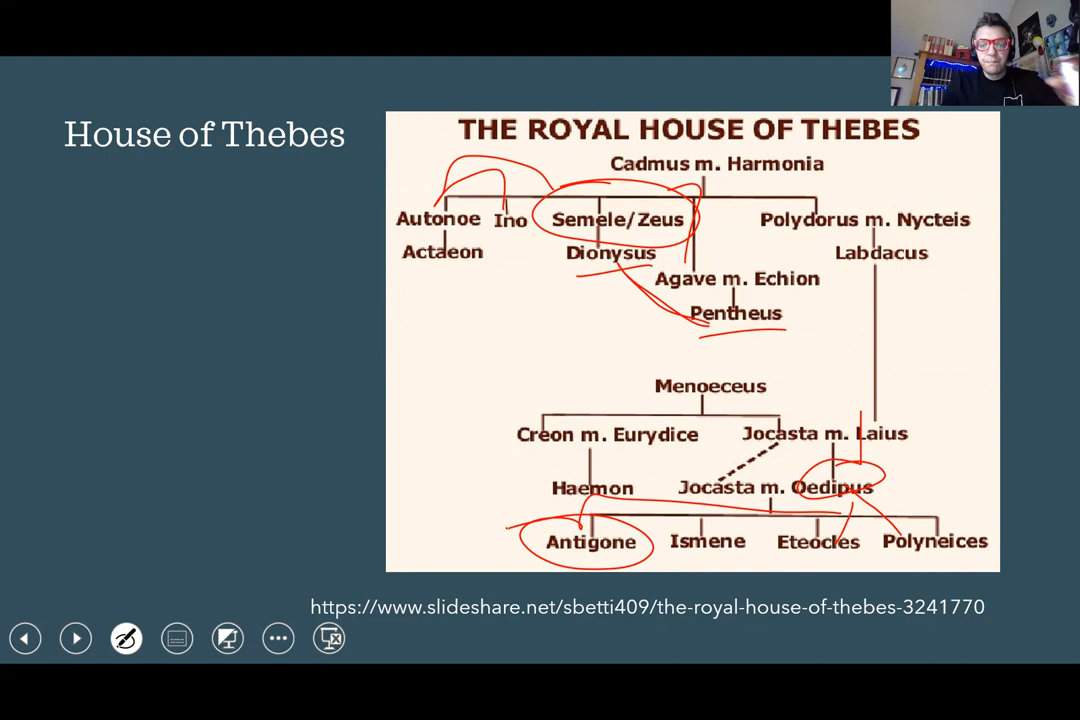 House of Thebes
THE ROYAL HOUSE OF THEBES
Cadmus m. Harmonia
Autonoe Ino Semele/Zeus Polydorus m. Nycteis
Actaeon Dionysus Labdacus
Agave m. Echion
Pentheus
Menoeceus
Creon m. Eurydice Jocasta m. Laius
Haemon Jocasta m. Oedipus
Antigone Ismene Eteocles Polyneices
https://www.slideshare.net/sbetti409/the-royal-house-of-thebes-3241770